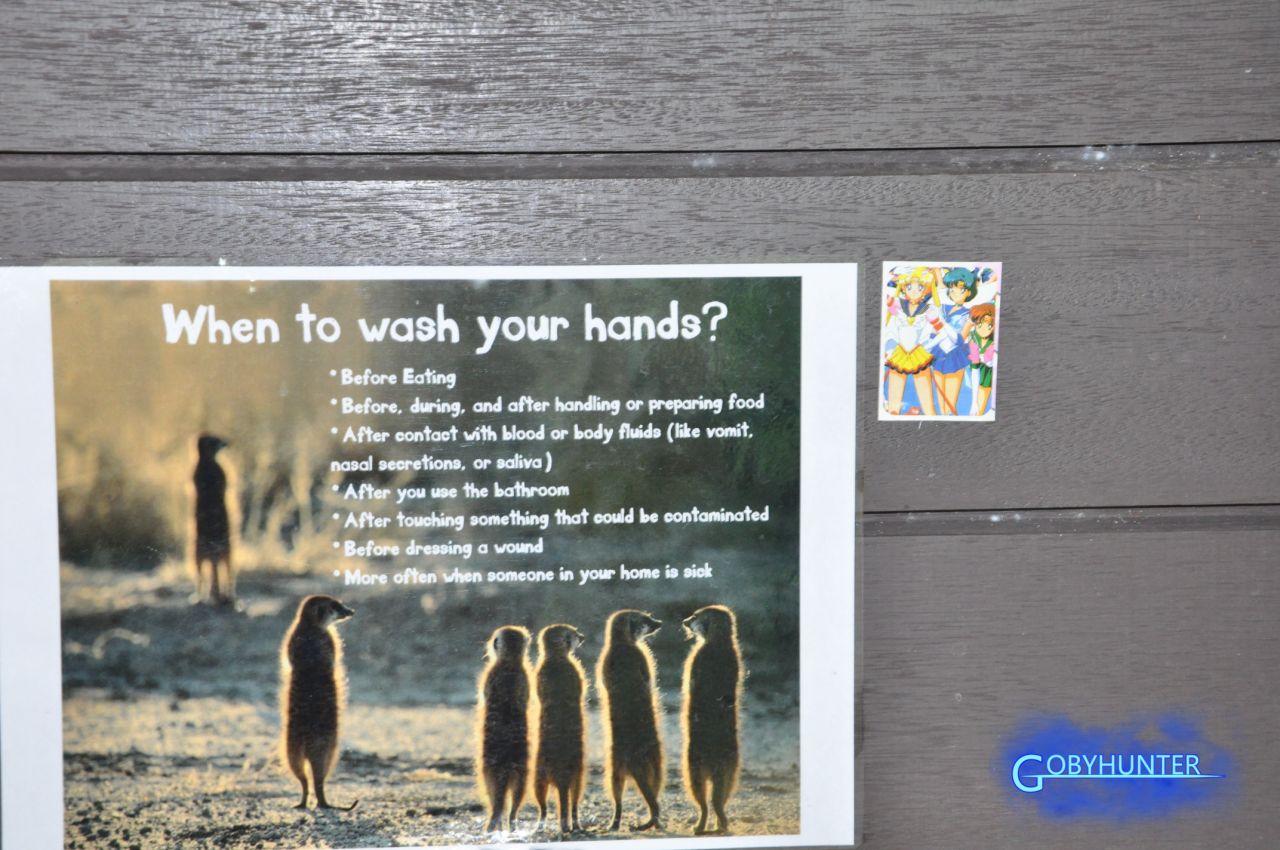 When to wash your hands?
* Before Eating
* Before, during, and after handling or preparing food
* After contact with blood or body fluids (like vomit,
nasal secretions, or saliva)
* After you use the bathroom
* After touching something that could be contaminated
* Before dressing a wound
* More often when someone in your home is sick
GOBYHUNTER